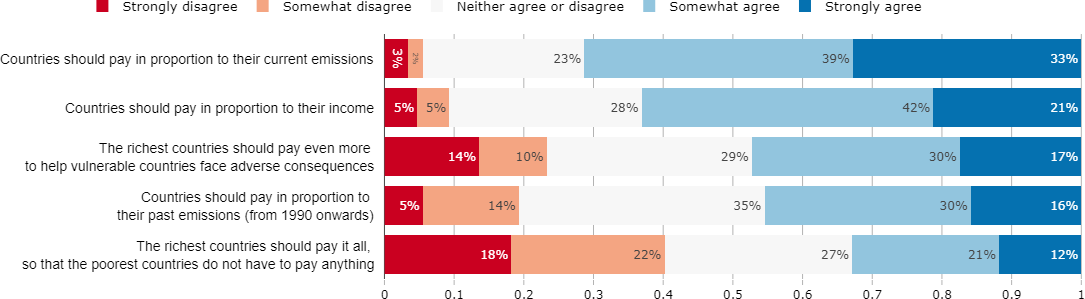 Strongly disagree Somewhat disagree Neither agree or disagree Somewhat agree Strongly agree
Countries should pay in proportion to their current emissions 3% 2% 23% 39% 33%
Countries should pay in proportion to their income 5% 5% 28% 42% 21%
The richest countries should pay even more
to help vulnerable countries face adverse consequences 14% 10% 29% 30% 17%
Countries should pay in proportion to
their past emissions (from 1990 onwards) 5% 14% 35% 30% 16%
The richest countries should pay it all,
so that the poorest countries do not have to pay anything 18% 22% 27% 21% 12%
0 0.1 0.2 0.3 0.4 0.5 0.6 0.7 0.8 0.9 1